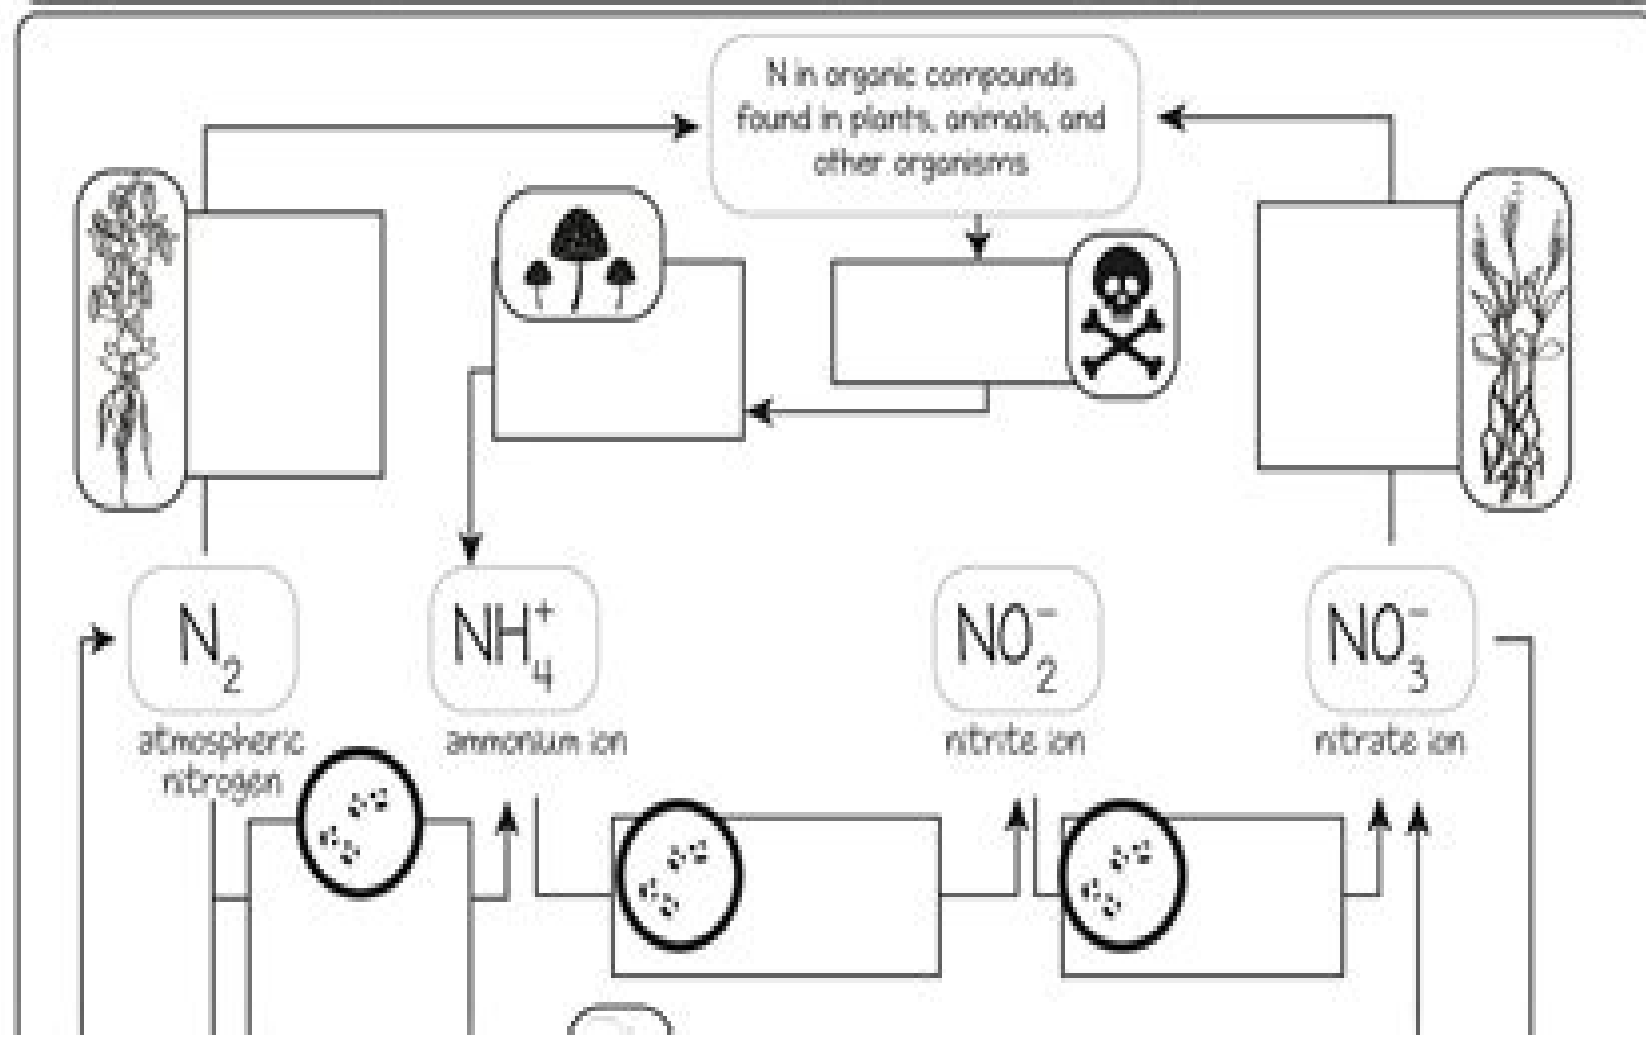 N in organic compounds
found in plants, animals, and
other organisms
N₂
NH₄⁺
NO₂⁻
NO₃⁻
atmospheric
nitrogen
ammonium ion
nitrite ion
nitrate ion